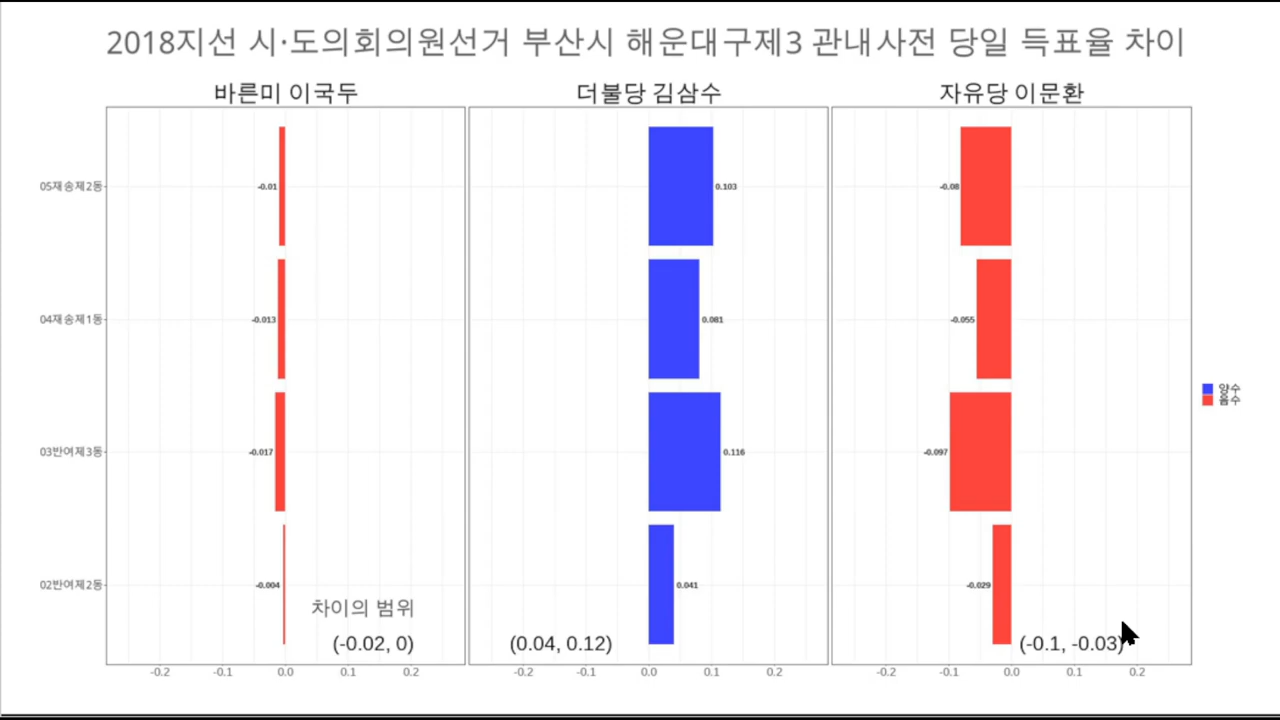 2018지선 시·도의회의원선거 부산시 해운대구제3 관내사전 당일 득표율 차이
바른미 이국두
더불당 김삼수
자유당 이문환
05재송제2동
-0.01
0.103
-0.08
04재송제1동
-0.013
0.081
-0.055
양수
음수
03반여제3동
-0.017
0.116
-0.097
02반여제2동
-0.004
0.041
-0.029
차이의 범위
(-0.02, 0)
(0.04, 0.12)
(-0.1, -0.03)
-0.2 -0.1 0.0 0.1 0.2
-0.2 -0.1 0.0 0.1 0.2
-0.2 -0.1 0.0 0.1 0.2